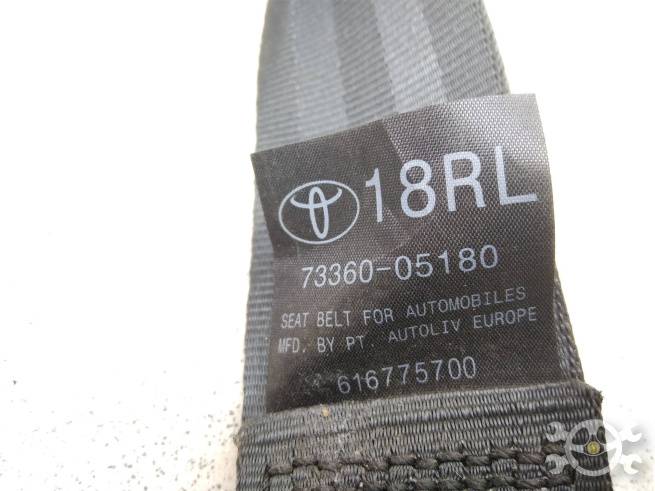 18RL
73360-05180
SEAT BELT FOR AUTOMOBILES
MFD. BY PT. AUTOLIV EUROPE
616775700